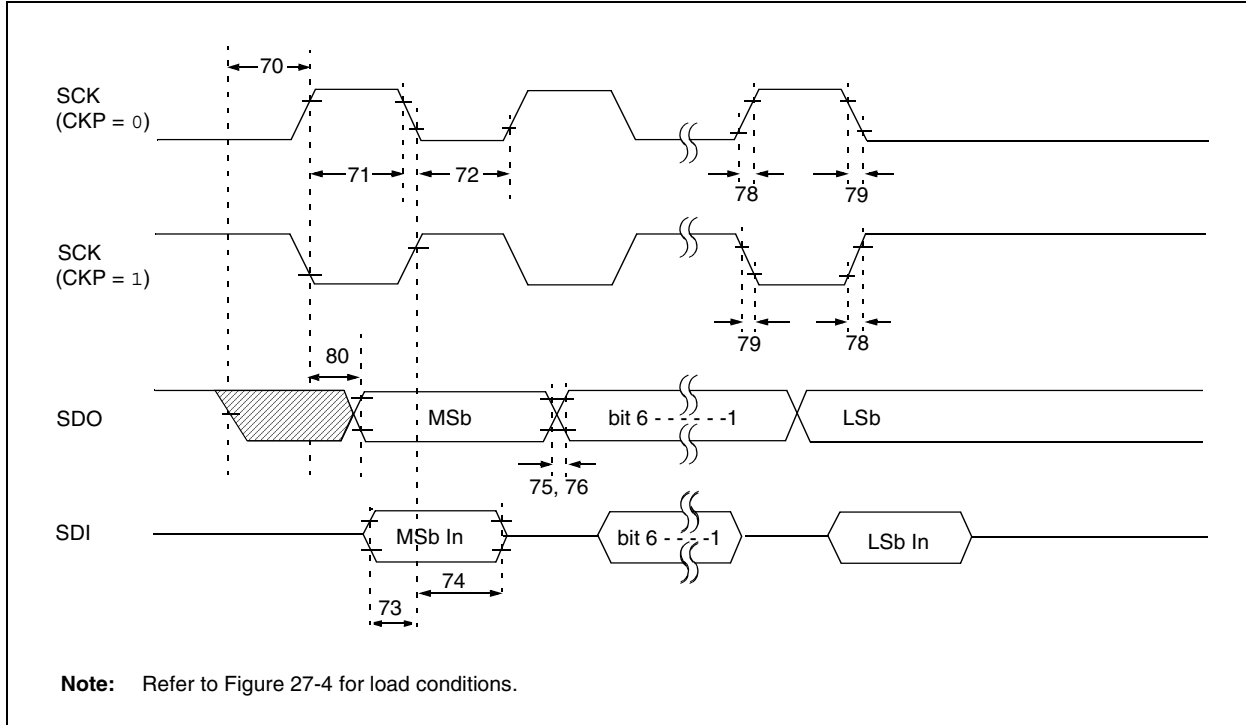 70
SCK
(CKP = 0)
71
72
78
79
SCK
(CKP = 1)
79
78
80
SDO
MSb
bit 6 - - - - - -1
LSb
75, 76
SDI
MSb In
bit 6 - - - - -1
LSb In
74
73
Note: Refer to Figure 27-4 for load conditions.